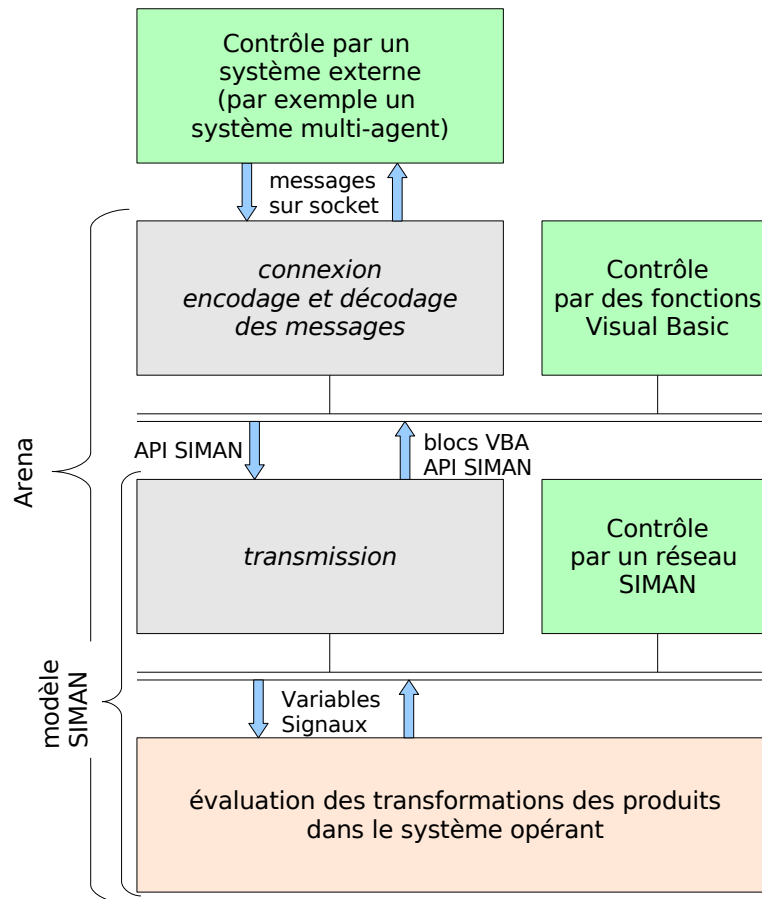 Contrôle par un
système externe
(par exemple un
système multi-agent)
messages
sur socket
connexion
encodage et décodage
des messages
Contrôle
par des fonctions
Visual Basic
API SIMAN
blocs VBA
API SIMAN
Arena
transmission
Contrôle
par un réseau
SIMAN
modèle
SIMAN
Variables
Signaux
évaluation des transformations des produits
dans le système opérant